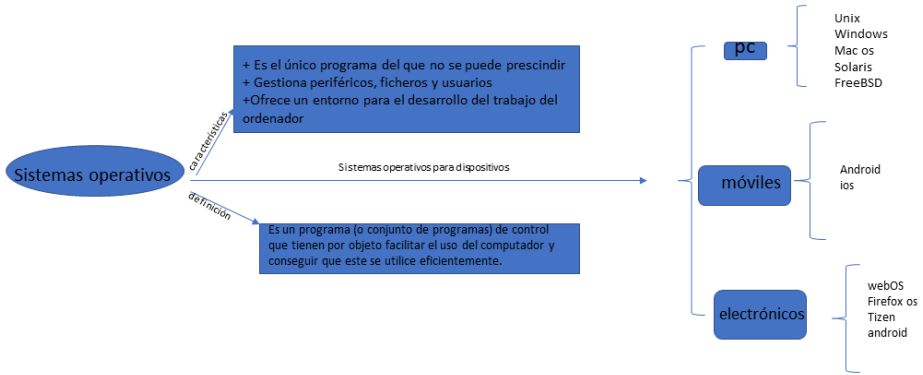 Sistemas operativos
características
+ Es el único programa del que no se puede prescindir
+ Gestiona periféricos, ficheros y usuarios
+Ofrece un entorno para el desarrollo del trabajo del
ordenador
definición
Es un programa (o conjunto de programas) de control
que tienen por objeto facilitar el uso del computador y
conseguir que este se utilice eficientemente.
Sistemas operativos para dispositivos
pc
Unix
Windows
Mac os
Solaris
FreeBSD
móviles
Android
ios
electrónicos
webOS
Firefox os
Tizen
android